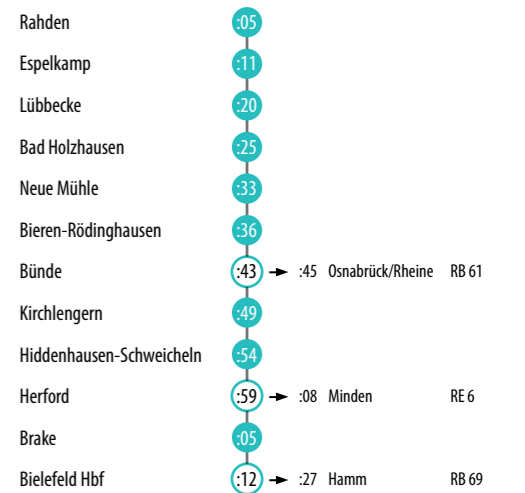 Rahden :05
Espelkamp :11
Lübbecke :20
Bad Holzhausen :25
Neue Mühle :33
Bieren-Rödinghausen :36
Bünde :43 :45 Osnabrück/Rheine RB 61
Kirchlengern :49
Hiddenhausen-Schweicheln :54
Herford :59 :08 Minden RE 6
Brake :05
Bielefeld Hbf :12 :27 Hamm RB 69